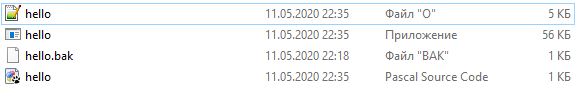 hello 11.05.2020 22:35 Файл "O" 5 КБ
hello 11.05.2020 22:35 Приложение 56 КБ
hello.bak 11.05.2020 22:18 Файл "BAK" 1 КБ
hello 11.05.2020 22:35 Pascal Source Code 1 КБ